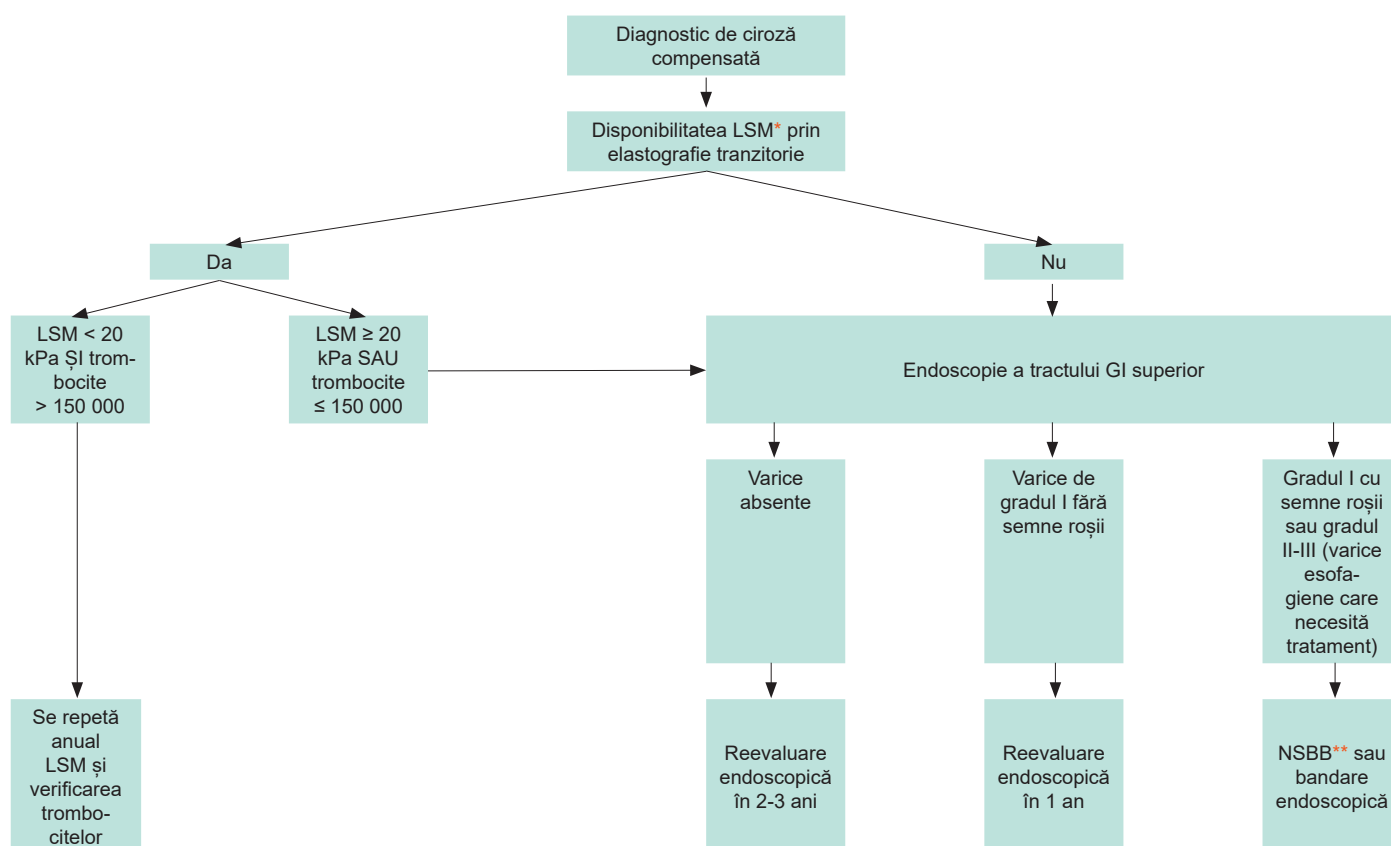 Diagnostic de ciroză
compensată
Disponibilitatea LSM* prin
elastografie tranzitorie
Da
Nu
LSM < 20
kPa ȘI trom-
bocite
> 150 000
LSM ≥ 20
kPa SAU
trombocite
≤ 150 000
Endoscopie a tractului GI superior
Varice
absente
Varice de
gradul I fără
semne roșii
Gradul I cu
semne roșii
sau gradul
II-III (varice
esofa-
giene care
necesită
tratament)
Se repetă
anual
LSM și
verificarea
trombo-
citelor
Reevaluare
endoscopică
în 2-3 ani
Reevaluare
endoscopică
în 1 an
NSBB** sau
bandare
endoscopică